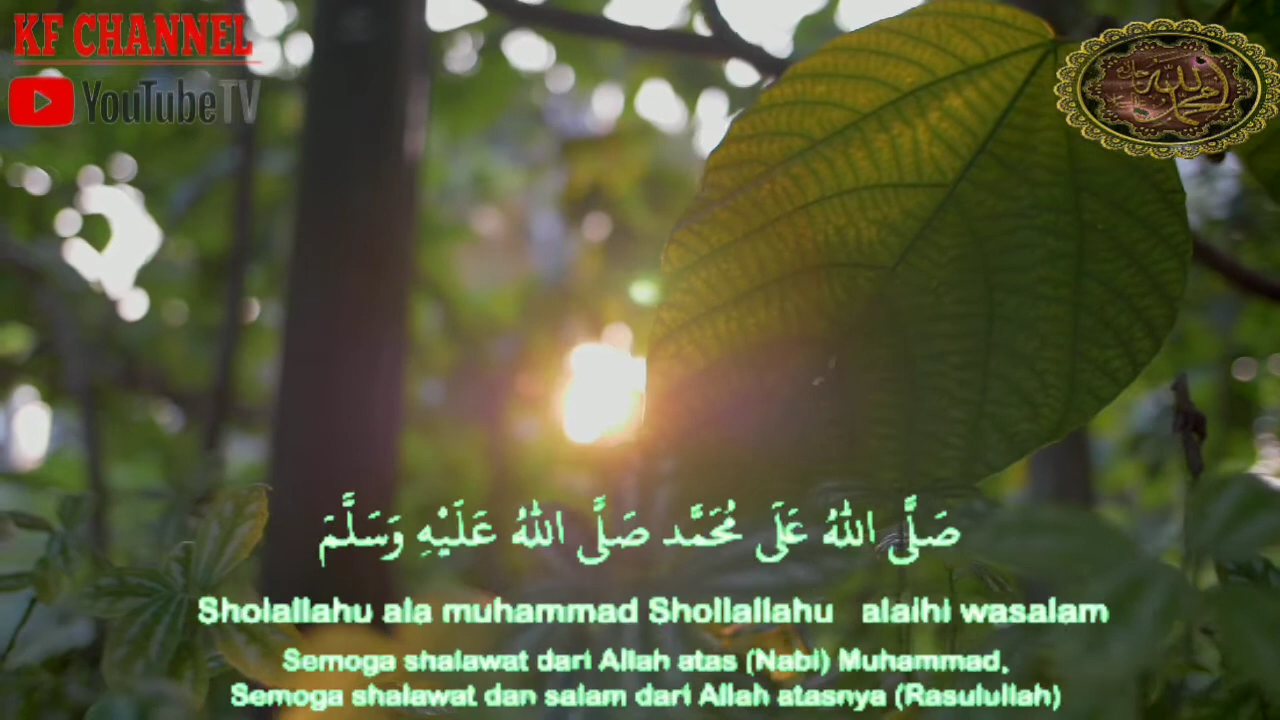 KF CHANNEL
YouTubeTV
صَلَّى اللهُ عَلَى مُحَمَّد صَلَّى اللهُ عَلَيْهِ وَسَلَّمَ
Sholallahu ala muhammad Shollallahu alaihi wasalam
Semoga shalawat dari Allah atas (Nabi) Muhammad,
Semoga shalawat dan salam dari Allah atasnya (Rasulullah)